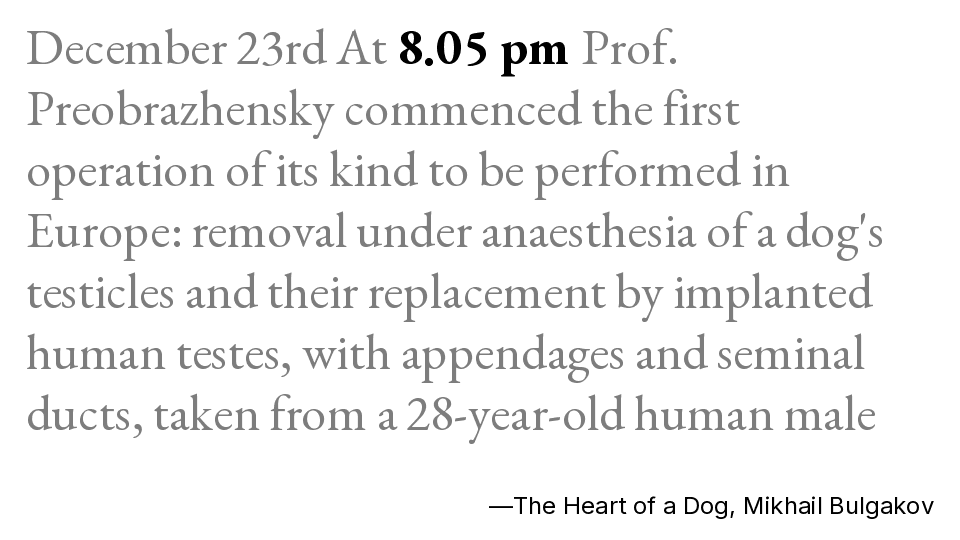 December 23rd At 8.05 pm Prof.
Preobrazhensky commenced the first
operation of its kind to be performed in
Europe: removal under anaesthesia of a dog's
testicles and their replacement by implanted
human testes, with appendages and seminal
ducts, taken from a 28-year-old human male
—The Heart of a Dog, Mikhail Bulgakov